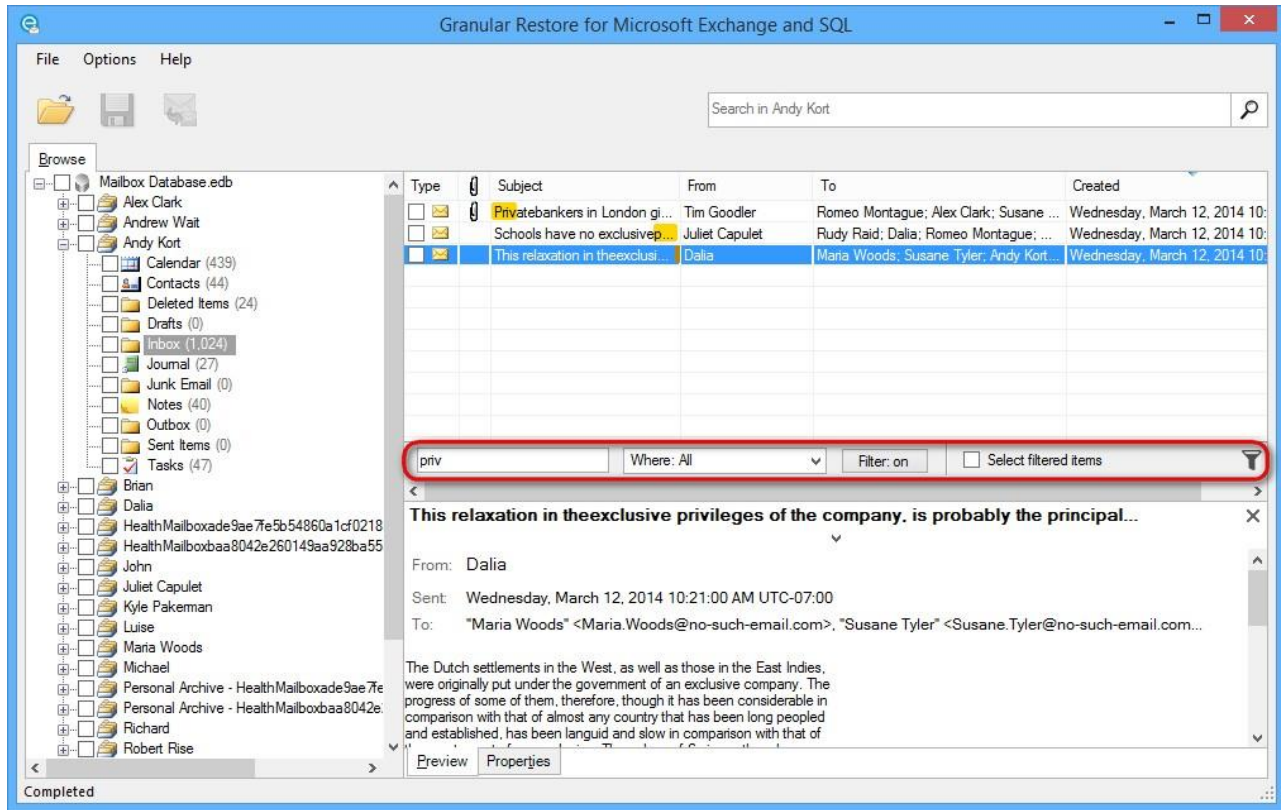 Granular Restore for Microsoft Exchange and SQL
File Options Help
Search in Andy Kort
Browse
Mailbox Database.edb
Alex Clark
Andrew Wait
Andy Kort
Calendar (439)
Contacts (44)
Deleted Items (24)
Drafts (0)
Inbox (1,024)
Journal (27)
Junk Email (0)
Notes (40)
Outbox (0)
Sent Items (0)
Tasks (47)
Brian
Dalia
HealthMailboxade9ae7fe5b54860a1cf0218
HealthMailboxbaa8042e260149aa928ba55
John
Juliet Capulet
Kyle Pakerman
Luise
Maria Woods
Michael
Personal Archive - HealthMailboxade9ae7fe
Personal Archive - HealthMailboxbaa8042e
Richard
Robert Rise
Type Subject From To Created
Privatebankers in London gi... Tim Goodler Romeo Montague; Alex Clark; Susane ... Wednesday, March 12, 2014 10:
Schools have no exclusivep... Juliet Capulet Rudy Raid; Dalia; Romeo Montague; ... Wednesday, March 12, 2014 10:
This relaxation in theexclusi... Dalia Maria Woods; Susane Tyler; Andy Kort... Wednesday, March 12, 2014 10:
priv Where: All Filter: on Select filtered items
This relaxation in theexclusive privileges of the company, is probably the principal...
From: Dalia
Sent: Wednesday, March 12, 2014 10:21:00 AM UTC-07:00
To: "Maria Woods" <Maria.Woods@no-such-email.com>, "Susane Tyler" <Susane.Tyler@no-such-email.com...
The Dutch settlements in the West, as well as those in the East Indies,
were originally put under the government of an exclusive company. The
progress of some of them, therefore, though it has been considerable in
comparison with that of almost any country that has been long peopled
and established, has been languid and slow in comparison with that of
Preview Properties
Completed